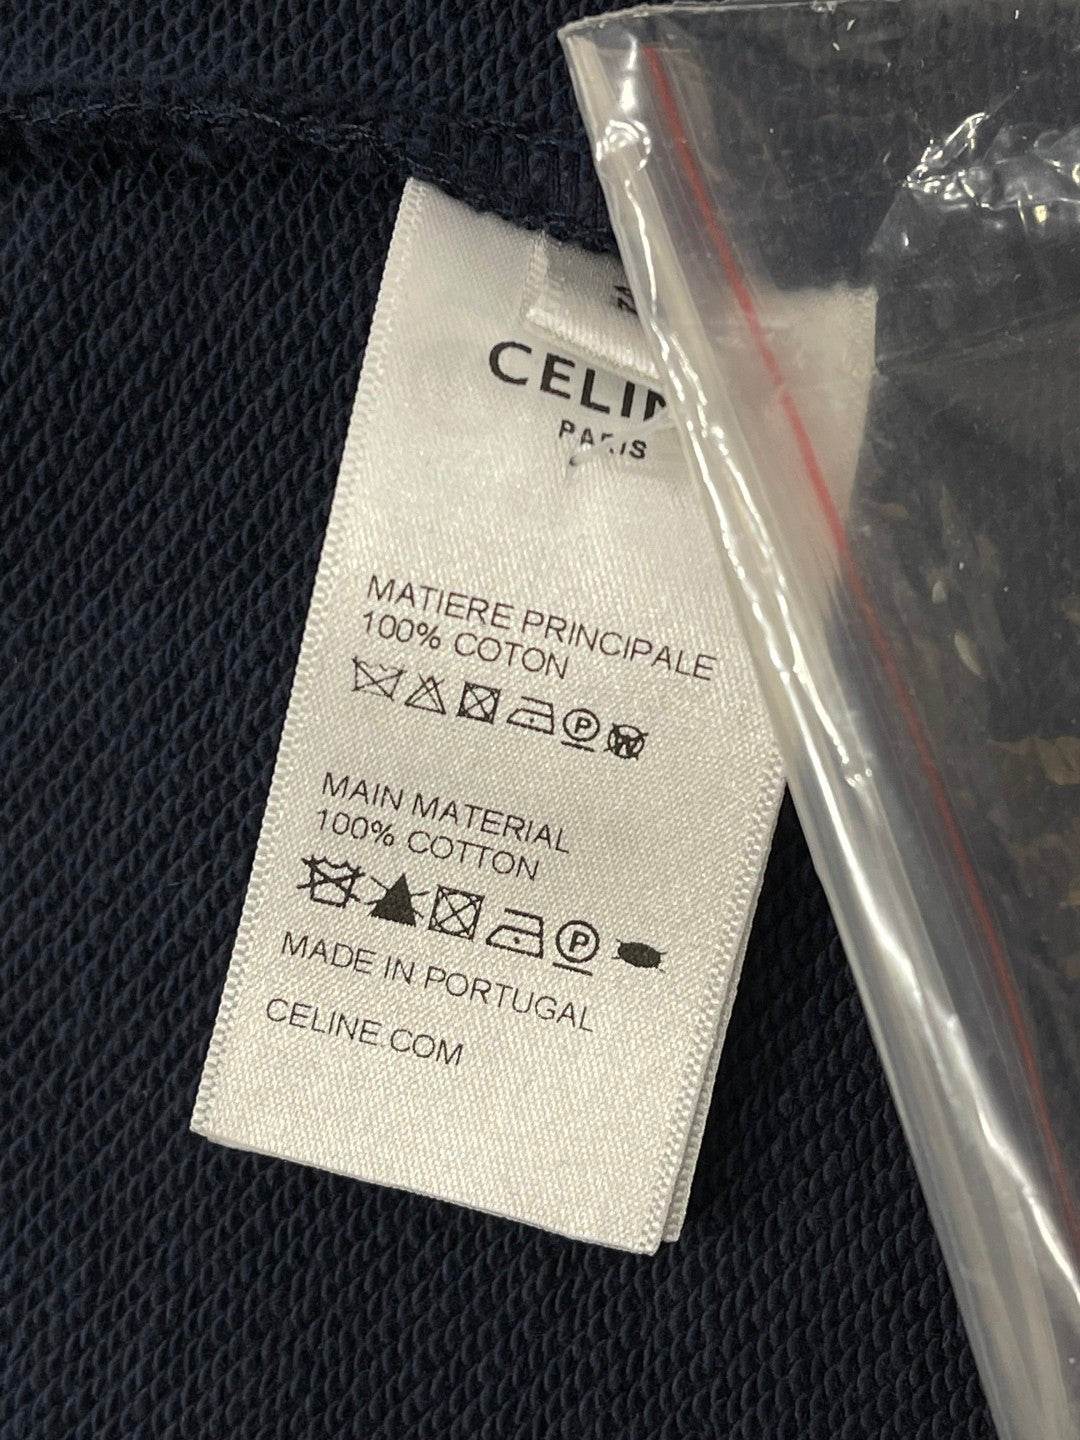 CELIN
PARIS
MATIERE PRINCIPALE
100% COTON
P W
MAIN MATERIAL
100% COTTON
P
MADE IN PORTUGAL
CELINE.COM